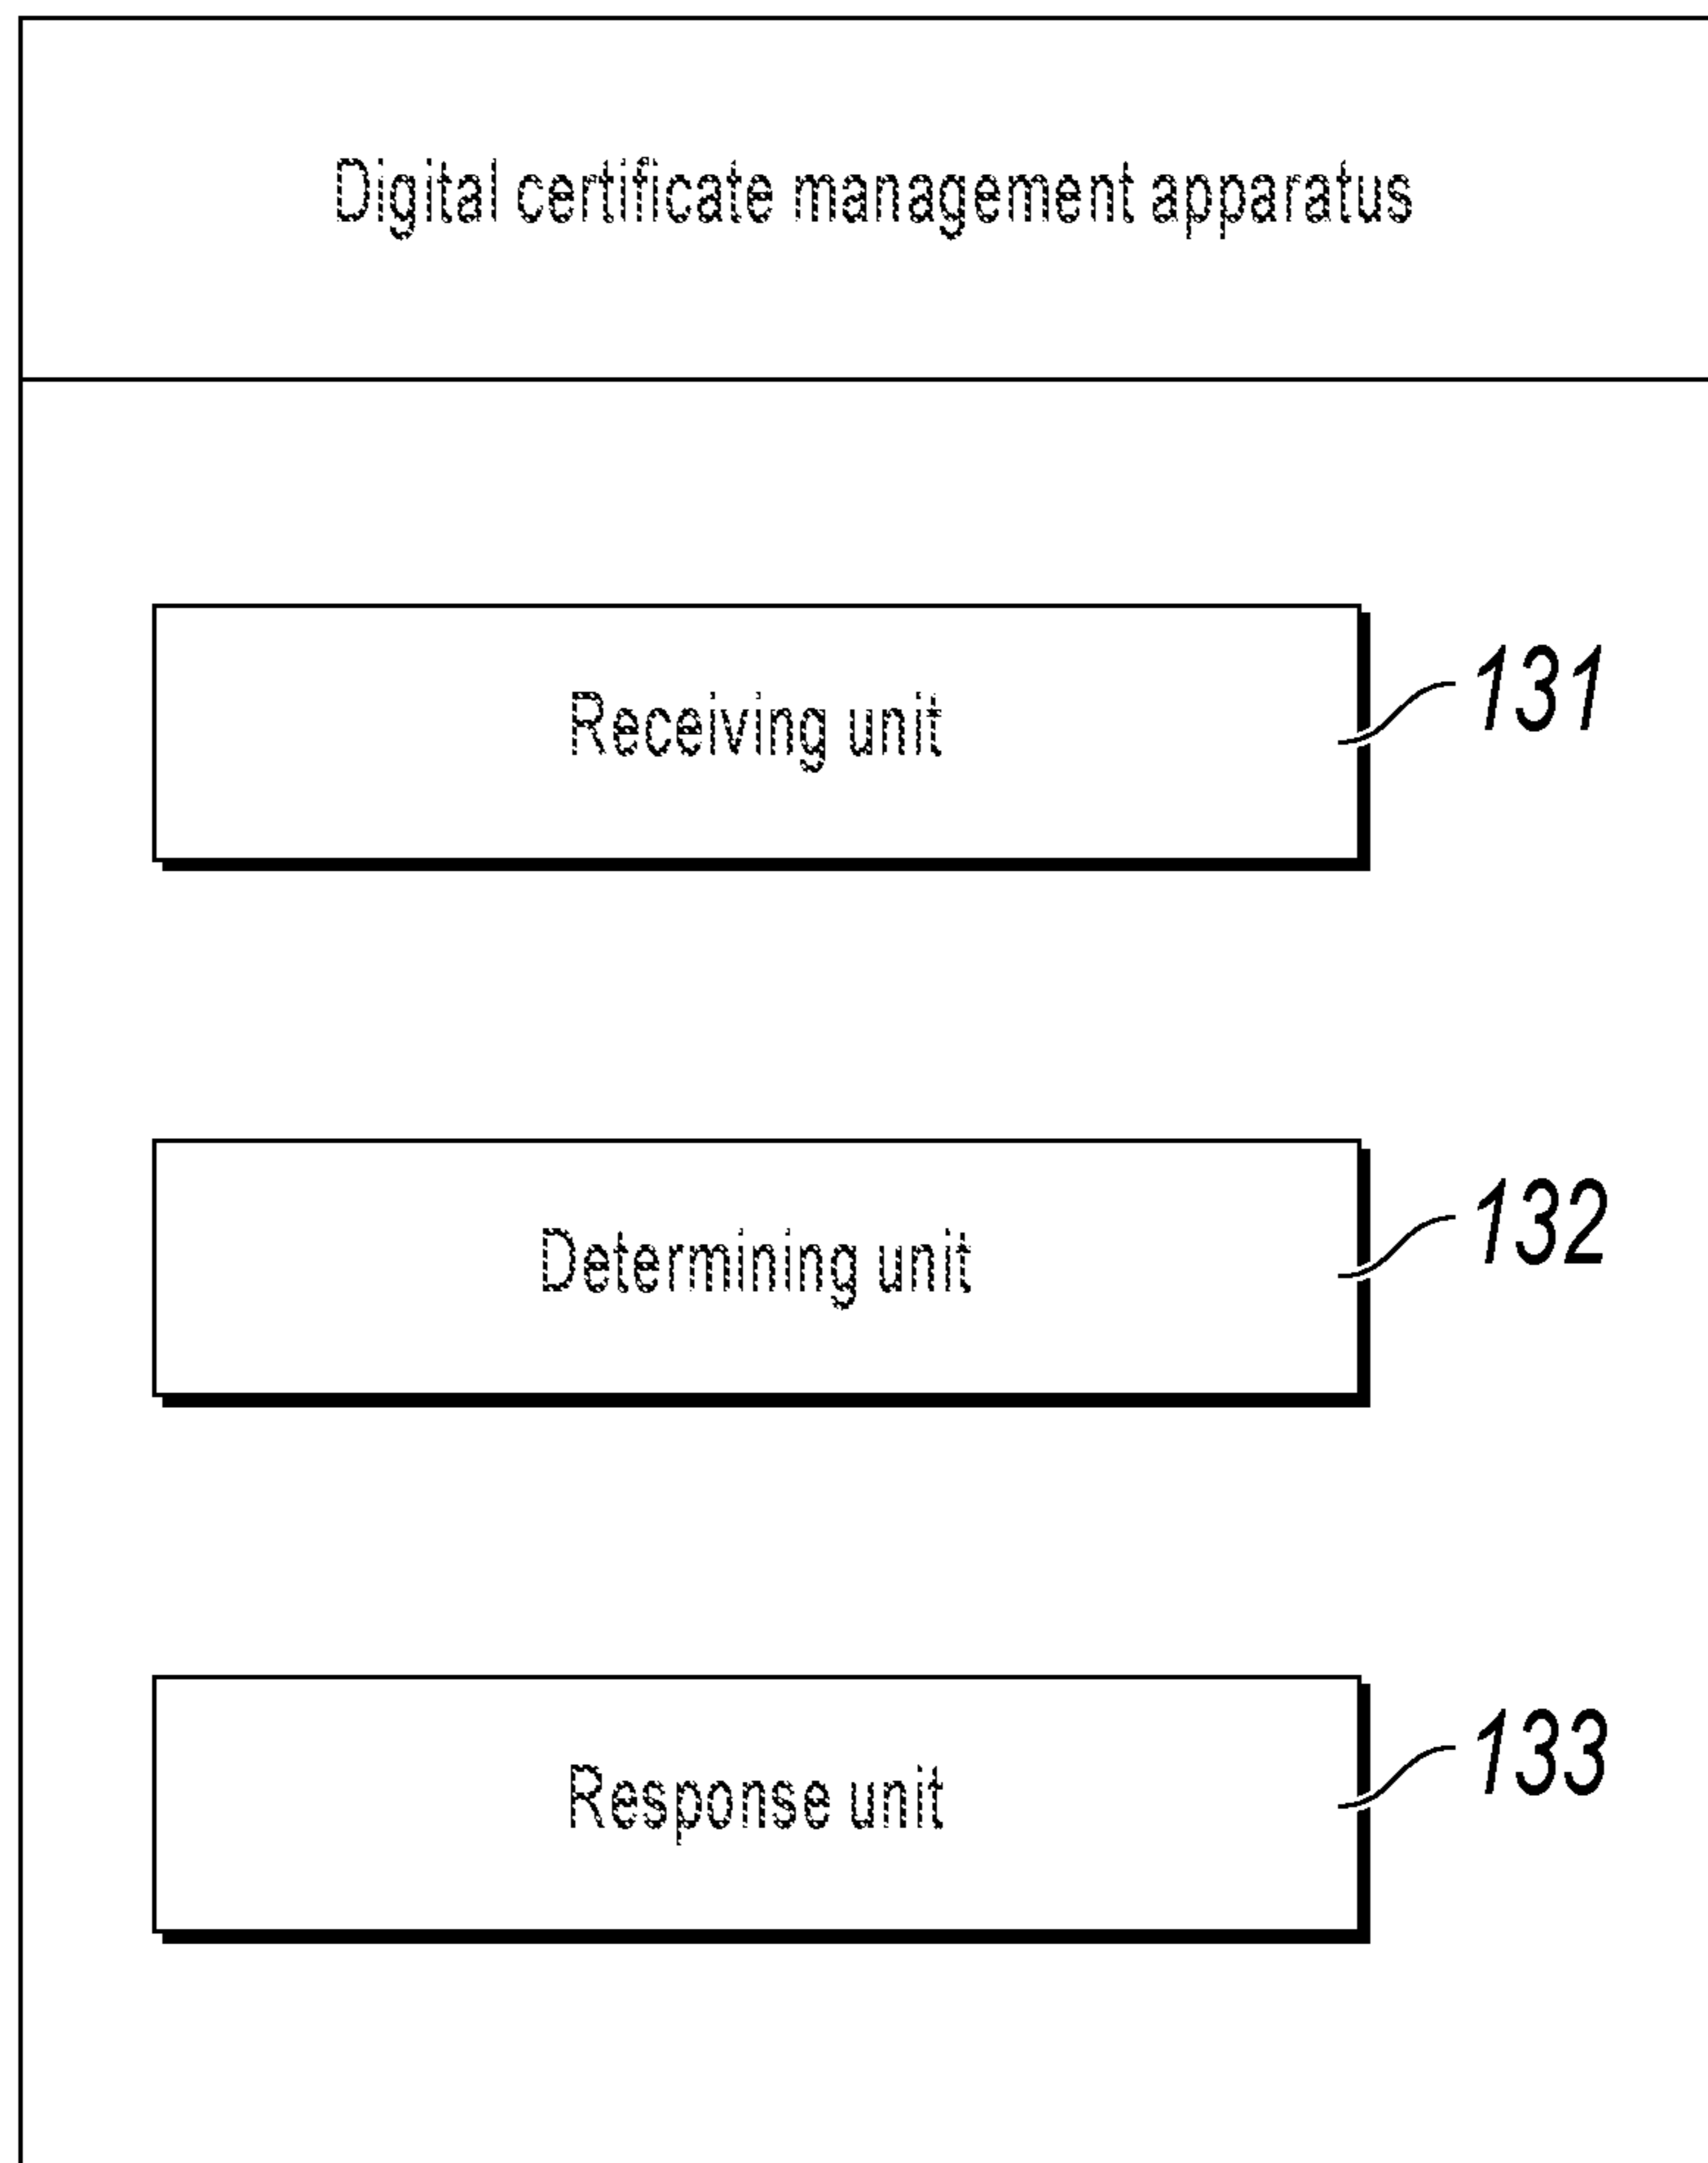 Digital certificate management apparatus
Receiving unit
131
Determining unit
132
Response unit
133